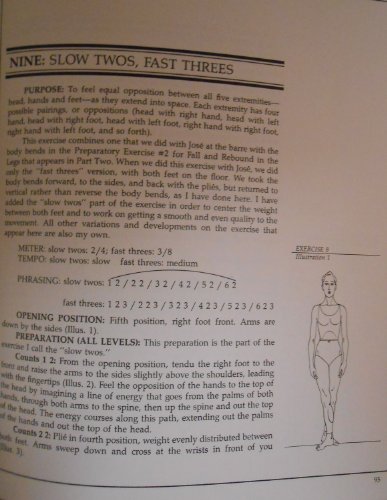 NINE: SLOW TWOS, FAST THREES
PURPOSE: To feel equal opposition between all five extremities—
head, hands and feet—as they extend into space. Each extremity has four
possible pairings, or oppositions (head with right hand, head with left
hand, head with right foot, head with left foot, right hand with right foot,
right hand with left foot, and so forth).
This exercise combines one that we did with José at the barre with the
body bends in the Preparatory Exercise #2 for Fall and Rebound in the
Legs that appears in Part Two. When we did this exercise with José, we did
only the "fast threes" version, with both feet on the floor. We took the
body bends forward, to the sides, and back with the pliés, but returned to
vertical rather than reverse the body bends, as I have done here. I have
added the "slow twos" part of the exercise in order to center the weight
between both feet and to work on getting a smooth and even quality to the
movement. All other variations and developments on the exercise that
appear here are also my own.
METER: slow twos: 2/4; fast threes: 3/8
TEMPO: slow twos: slow fast threes: medium
PHRASING: slow twos: 1 2 / 2 2 / 3 2 / 4 2 / 5 2 / 6 2
fast threes: 1 2 3 / 2 2 3 / 3 2 3 / 4 2 3 / 5 2 3 / 6 2 3
OPENING POSITION: Fifth position, right foot front. Arms are
down by the sides (Illus. 1).
PREPARATION (ALL LEVELS): This preparation is the part of the
exercise I call the "slow twos."
Counts 1 2: From the opening position, tendu the right foot to the
front and raise the arms to the sides slightly above the shoulders, leading
with the fingertips (Illus. 2). Feel the opposition of the hands to the top of
the head by imagining a line of energy that goes from the palms of both
hands, through both arms to the spine, then up the spine and out the top
of the head. The energy courses along this path, extending out the palms
of the hands and out the top of the head.
Counts 2 2: Plié in fourth position, weight evenly distributed between
both feet. Arms sweep down and cross at the wrists in front of you
(Illus. 3).
EXERCISE 8
Illustration 1
93